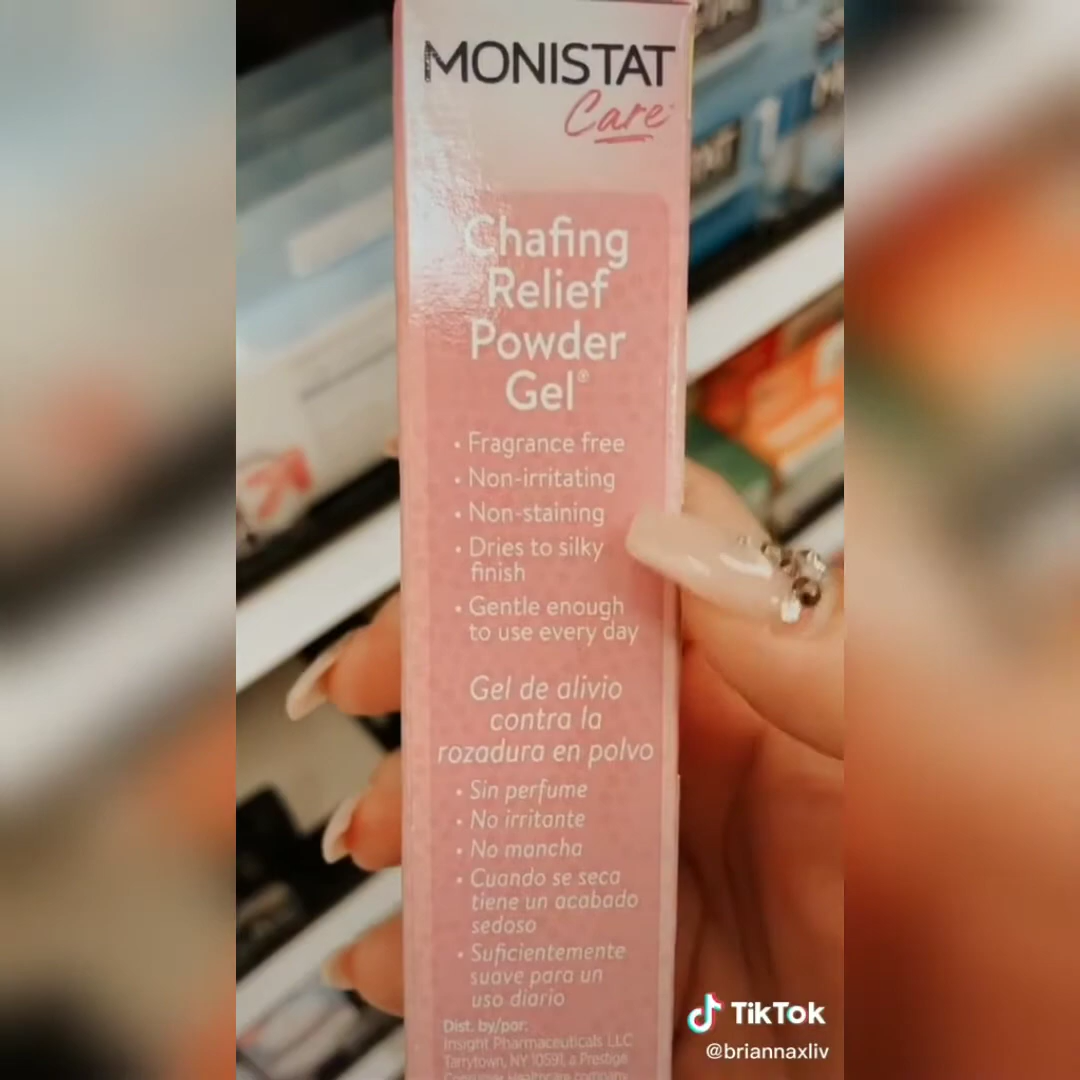 MONISTAT
Care
Chafing
Relief
Powder
Gel®
• Fragrance free
• Non-irritating
• Non-staining
• Dries to silky
finish
• Gentle enough
to use every day
Gel de alivio
contra la
rozadura en polvo
• Sin perfume
• No irritante
• No mancha
• Cuando se seca
tiene un acabado
sedoso
• Suficientemente
suave para un
uso diario
Dist. by/por:
Insight Pharmaceuticals LLC
Tarrytown, NY 10591, a Prestige
Consumer Healthcare company
TikTok
@briannaxliv